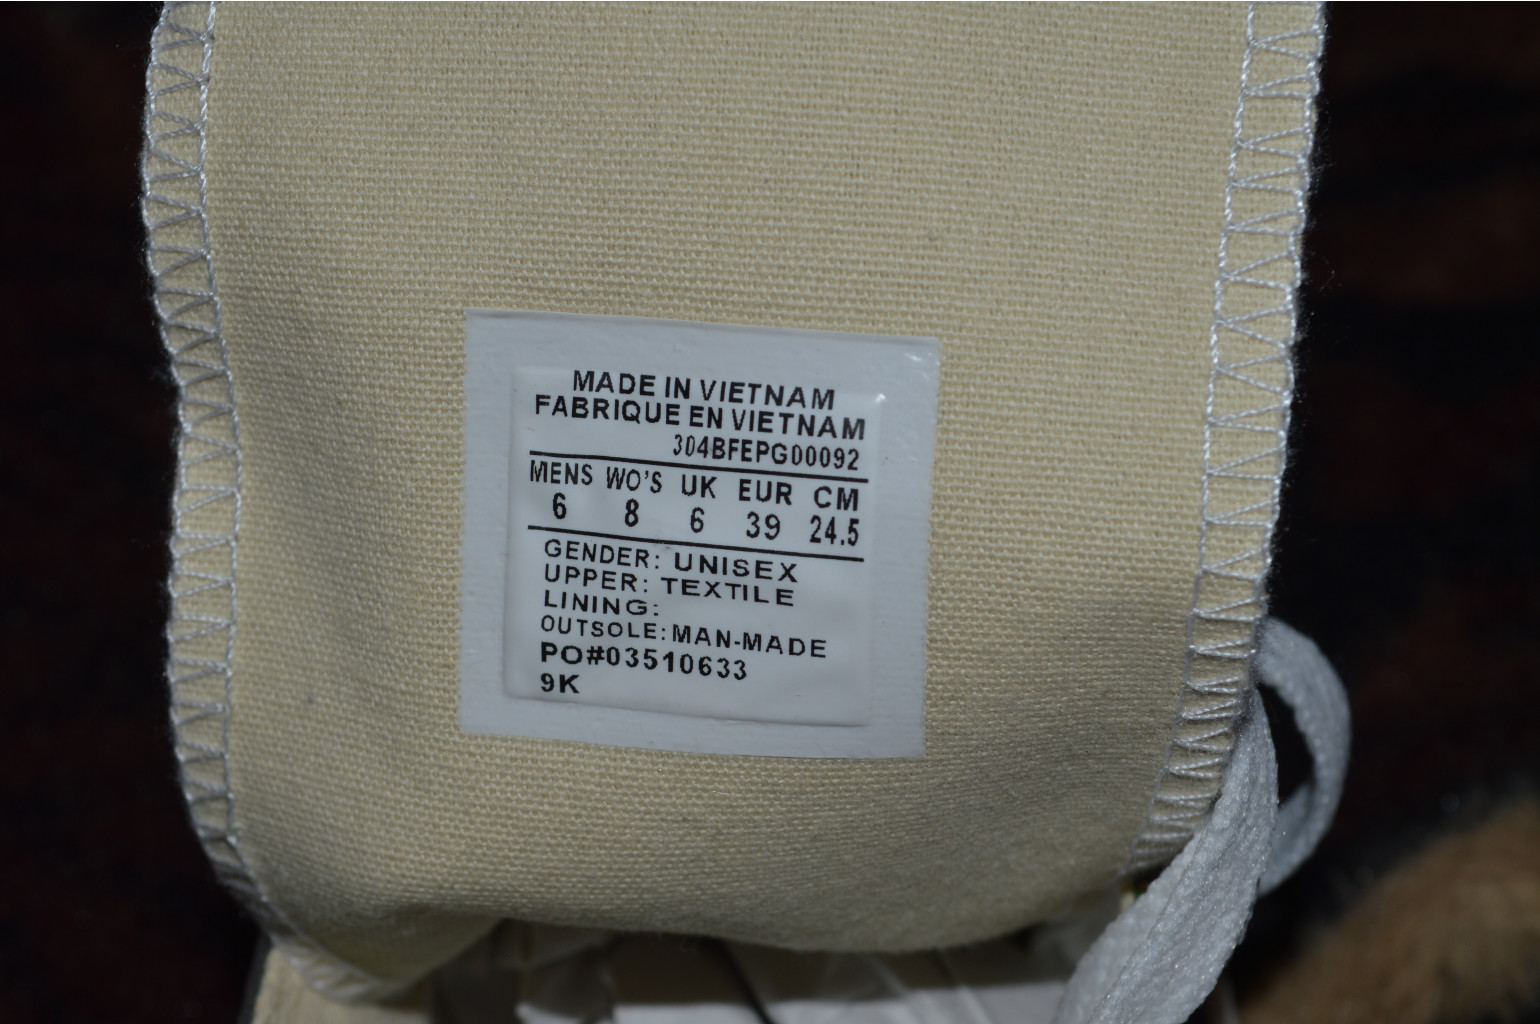 MADE IN VIETNAM
FABRIQUE EN VIETNAM
304BFEPG00092
MENS WO'S UK EUR CM
6 8 6 39 24.5
GENDER: UNISEX
UPPER: TEXTILE
LINING:
OUTSOLE: MAN-MADE
PO#03510633
9K